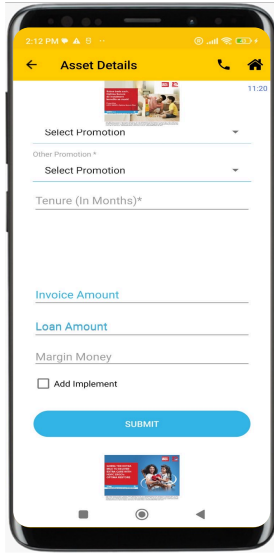 2:12 PM
Asset Details
11:20
Select Promotion
Other Promotion *
Select Promotion
Tenure (In Months)*
Invoice Amount
Loan Amount
Margin Money
Add Implement
SUBMIT